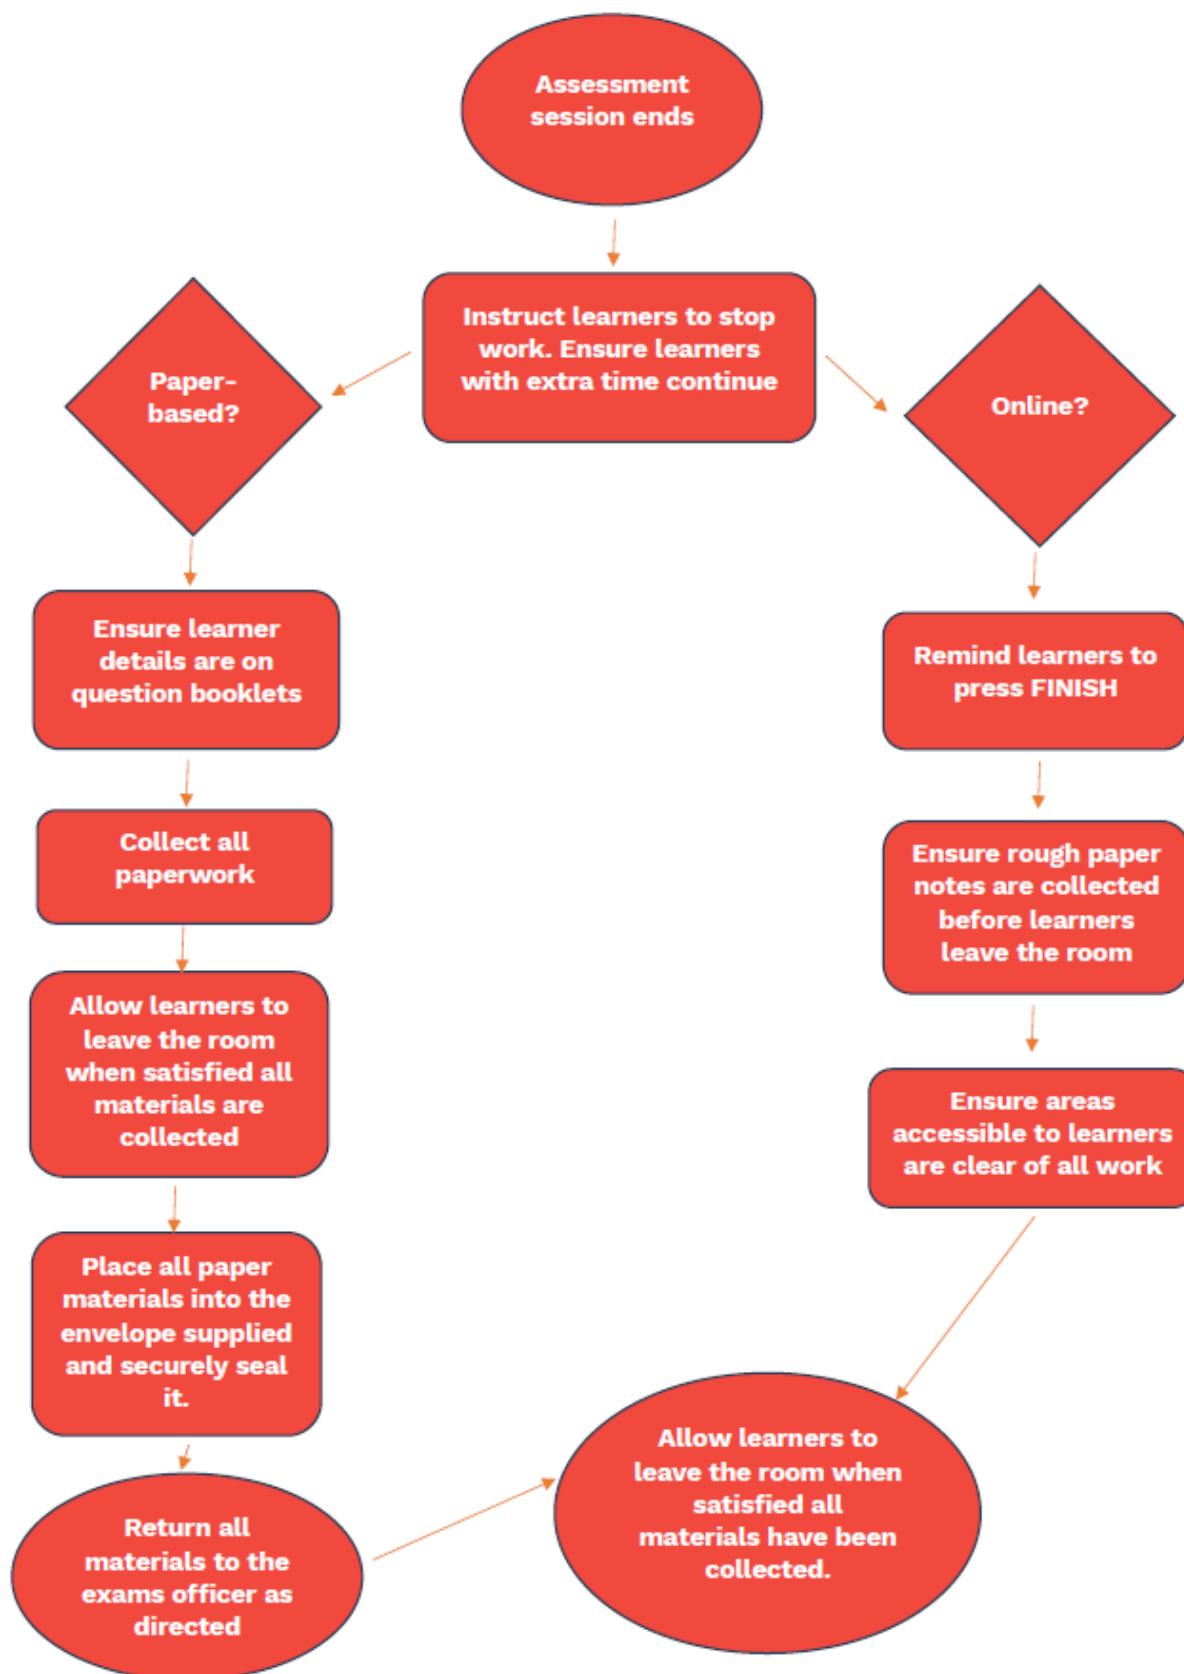 Assessment
session ends
Instruct learners to stop
work. Ensure learners
with extra time continue
Paper-
based?
Online?
Ensure learner
details are on
question booklets
Remind learners to
press FINISH
Collect all
paperwork
Ensure rough paper
notes are collected
before learners
leave the room
Allow learners to
leave the room
when satisfied all
materials are
collected
Ensure areas
accessible to learners
are clear of all work
Place all paper
materials into the
envelope supplied
and securely seal
it.
Allow learners to
leave the room when
satisfied all
materials have been
collected.
Return all
materials to the
exams officer as
directed